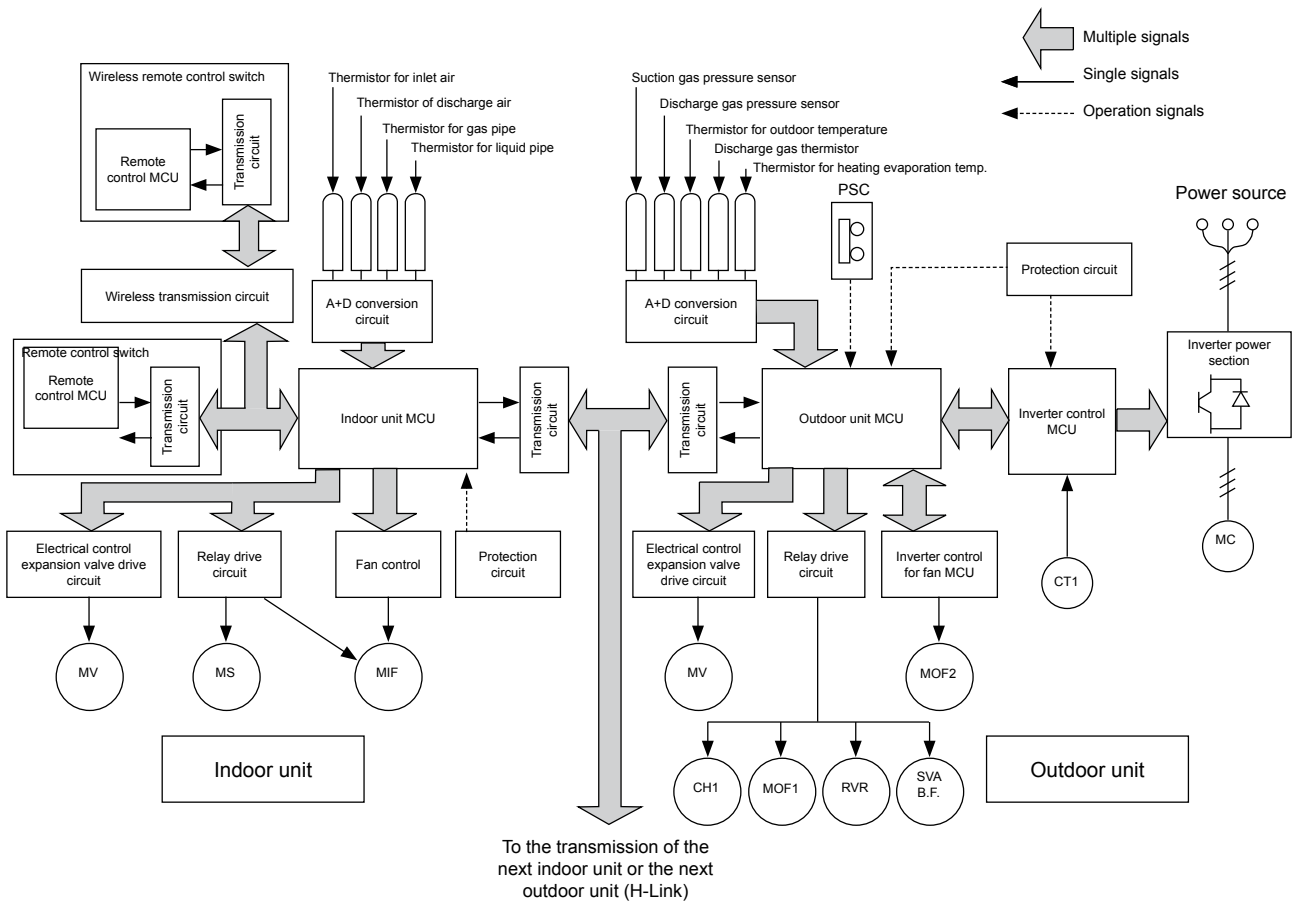 Multiple signals
Single signals
Operation signals
Wireless remote control switch
Remote
control MCU
Transmission
circuit
Thermistor for inlet air
Thermistor of discharge air
Thermistor for gas pipe
Thermistor for liquid pipe
Suction gas pressure sensor
Discharge gas pressure sensor
Thermistor for outdoor temperature
Discharge gas thermistor
Thermistor for heating evaporation temp.
PSC
Power source
Wireless transmission circuit
A+D conversion
circuit
A+D conversion
circuit
Protection circuit
Remote control switch
Remote
control MCU
Transmission
circuit
Indoor unit MCU
Transmission
circuit
Transmission
circuit
Outdoor unit MCU
Inverter control
MCU
Inverter power
section
Electrical control
expansion valve drive
circuit
Relay drive
circuit
Fan control
Protection
circuit
Electrical control
expansion valve
drive circuit
Relay drive
circuit
Inverter control
for fan MCU
CT1
MC
MV
MS
MIF
MV
MOF2
Indoor unit
CH1
MOF1
RVR
SVA
B.F.
Outdoor unit
To the transmission of the
next indoor unit or the next
outdoor unit (H-Link)